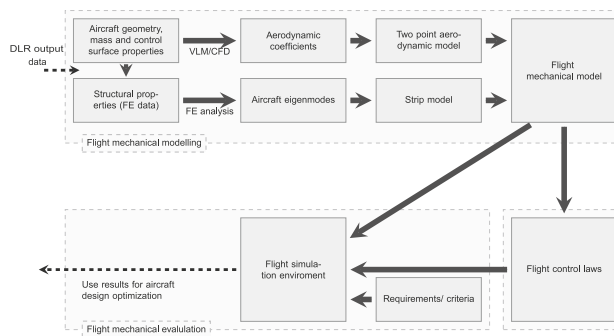 DLR output
data
Aircraft geometry,
mass and control
surface properties
VLM/CFD
Aerodynamic
coefficients
Two point aero-
dynamic model
Flight
mechanical model
Structural prop-
erties (FE data)
FE analysis
Aircraft eigenmodes
Strip model
Flight mechanical modelling
Flight simula-
tion enviroment
Flight control laws
Use results for aircraft
design optimization
Requirements/ criteria
Flight mechanical evalulation